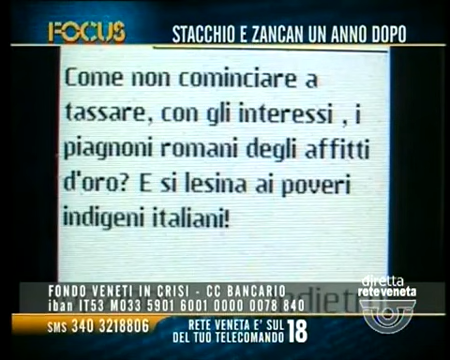 FOCUS
STACCHIO E ZANCAN UN ANNO DOPO
Come non cominciare a
tassare, con gli interessi , i
piagnoni romani degli affitti
d'oro? E si lesina ai poveri
indigeni italiani!
diretta
reteveneta
FONDO VENETI IN CRISI - CC BANCARIO
iban IT53 M033 5901 6001 0000 0078 840
SMS 340 3218806
RETE VENETA E' SUL
DEL TUO TELECOMANDO 18